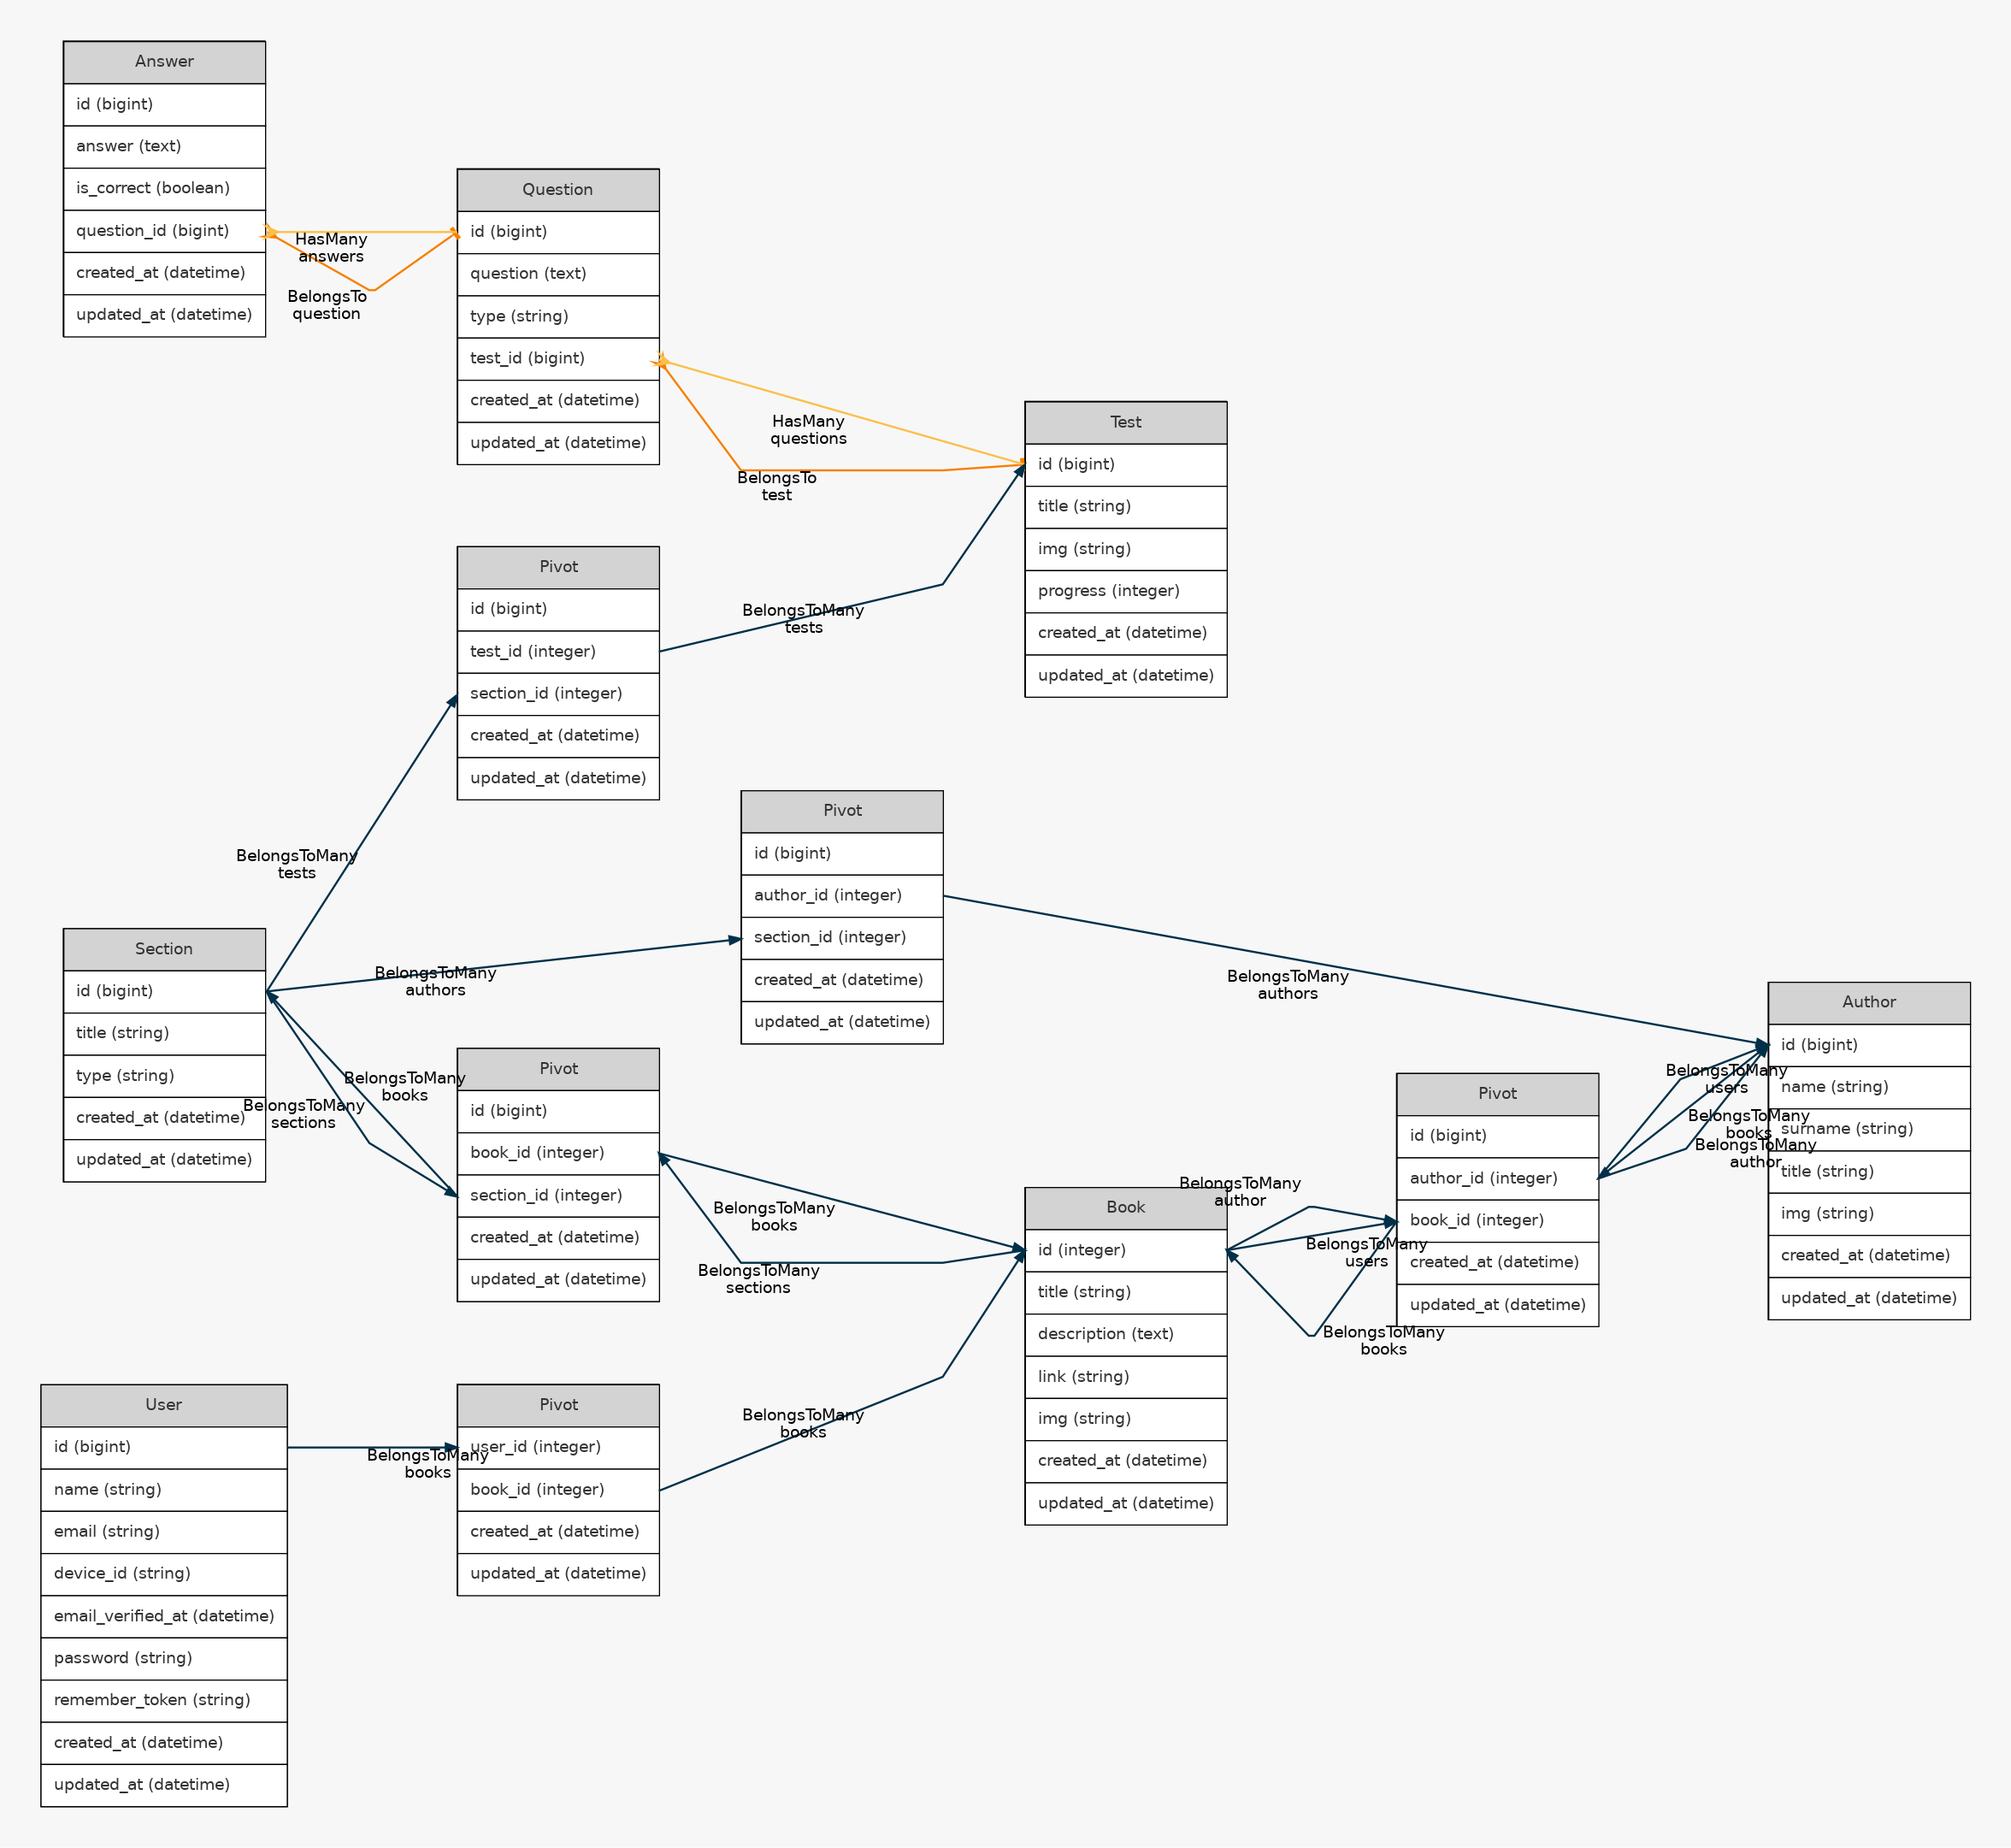 Answer
id (bigint)
answer (text)
is_correct (boolean)
question_id (bigint)
created_at (datetime)
updated_at (datetime)
HasMany
answers
BelongsTo
question
Question
id (bigint)
question (text)
type (string)
test_id (bigint)
created_at (datetime)
updated_at (datetime)
HasMany
questions
BelongsTo
test
Test
id (bigint)
title (string)
img (string)
progress (integer)
created_at (datetime)
updated_at (datetime)
Pivot
id (bigint)
test_id (integer)
section_id (integer)
created_at (datetime)
updated_at (datetime)
BelongsToMany
tests
BelongsToMany
tests
Pivot
id (bigint)
author_id (integer)
section_id (integer)
created_at (datetime)
updated_at (datetime)
BelongsToMany
authors
BelongsToMany
authors
Section
id (bigint)
title (string)
type (string)
created_at (datetime)
updated_at (datetime)
BelongsToMany
books
BelongsToMany
sections
Pivot
id (bigint)
book_id (integer)
section_id (integer)
created_at (datetime)
updated_at (datetime)
BelongsToMany
books
BelongsToMany
sections
Book
id (integer)
title (string)
description (text)
link (string)
img (string)
created_at (datetime)
updated_at (datetime)
BelongsToMany
author
BelongsToMany
users
BelongsToMany
books
Pivot
id (bigint)
author_id (integer)
book_id (integer)
created_at (datetime)
updated_at (datetime)
BelongsToMany
users
BelongsToMany
books
BelongsToMany
author
Author
id (bigint)
name (string)
surname (string)
title (string)
img (string)
created_at (datetime)
updated_at (datetime)
User
id (bigint)
name (string)
email (string)
device_id (string)
email_verified_at (datetime)
password (string)
remember_token (string)
created_at (datetime)
updated_at (datetime)
BelongsToMany
books
Pivot
user_id (integer)
book_id (integer)
created_at (datetime)
updated_at (datetime)
BelongsToMany
books